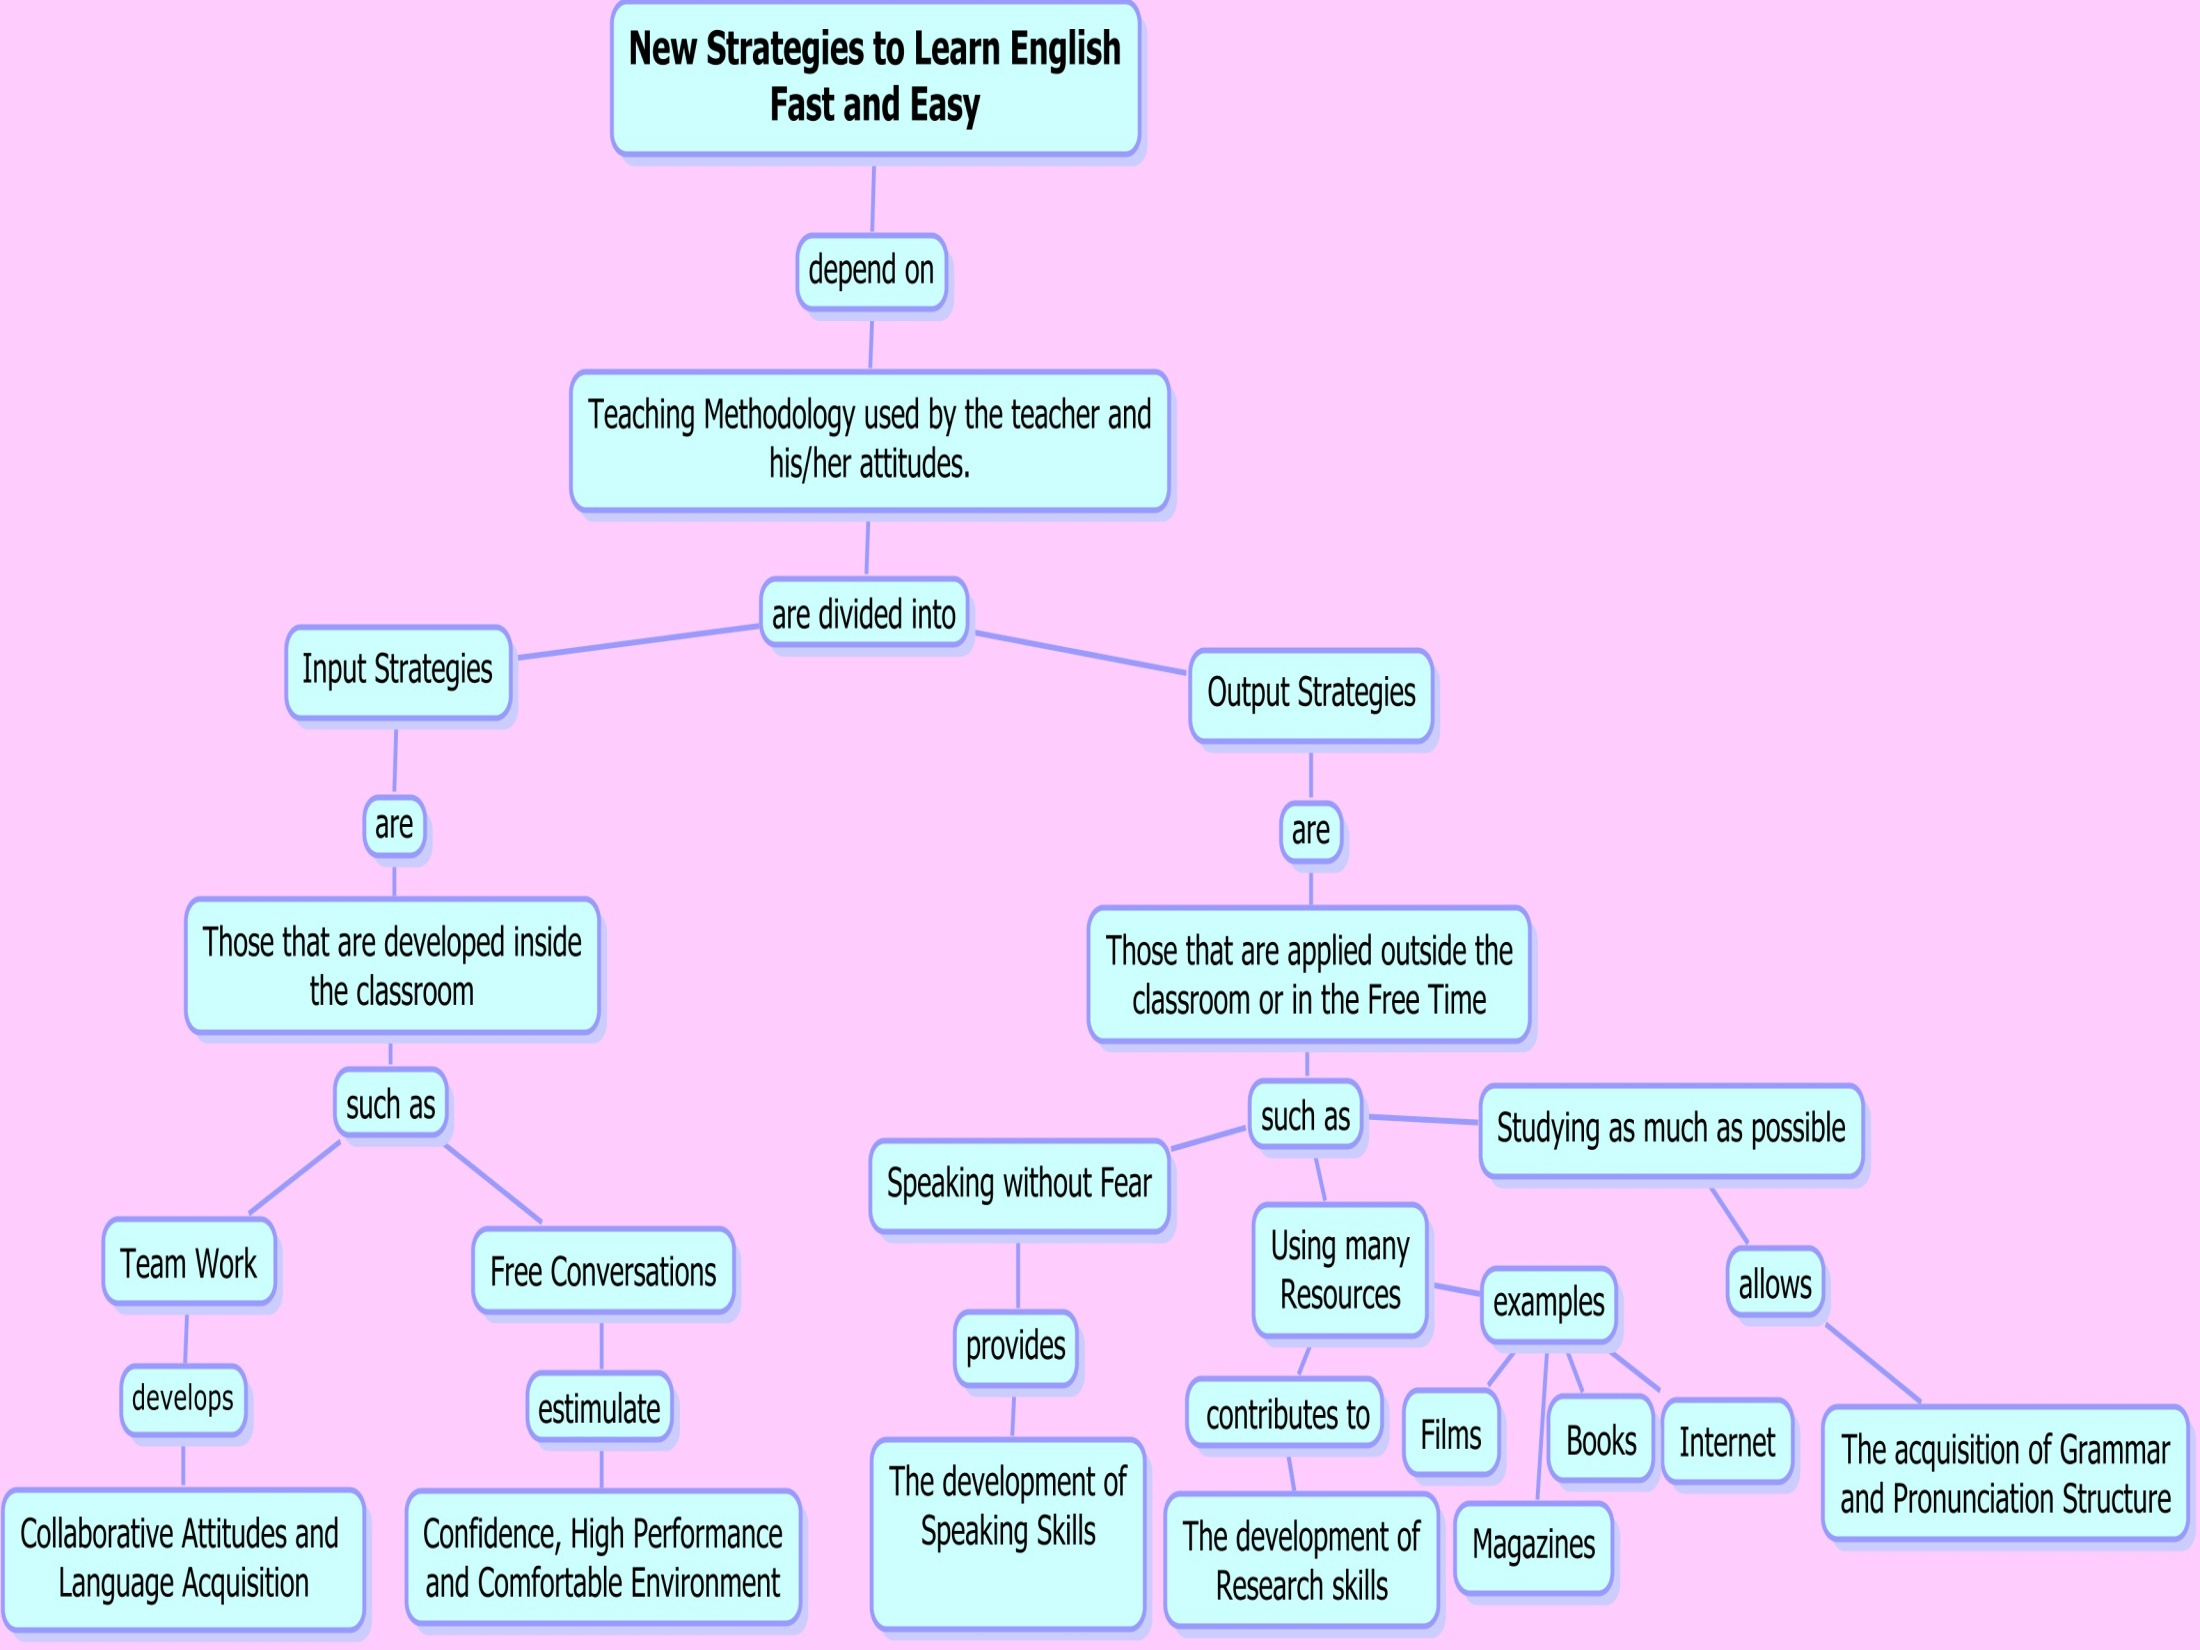 New Strategies to Learn English
Fast and Easy
depend on
Teaching Methodology used by the teacher and
his/her attitudes.
are divided into
Input Strategies
Output Strategies
are
are
Those that are developed inside
the classroom
Those that are applied outside the
classroom or in the Free Time
such as
such as
Studying as much as possible
Speaking without Fear
Using many
Resources
Team Work
Free Conversations
examples
allows
provides
develops
estimulate
contributes to
Films
Books
Internet
The acquisition of Grammar
and Pronunciation Structure
The development of
Speaking Skills
Collaborative Attitudes and
Language Acquisition
Confidence, High Performance
and Comfortable Environment
The development of
Research skills
Magazines